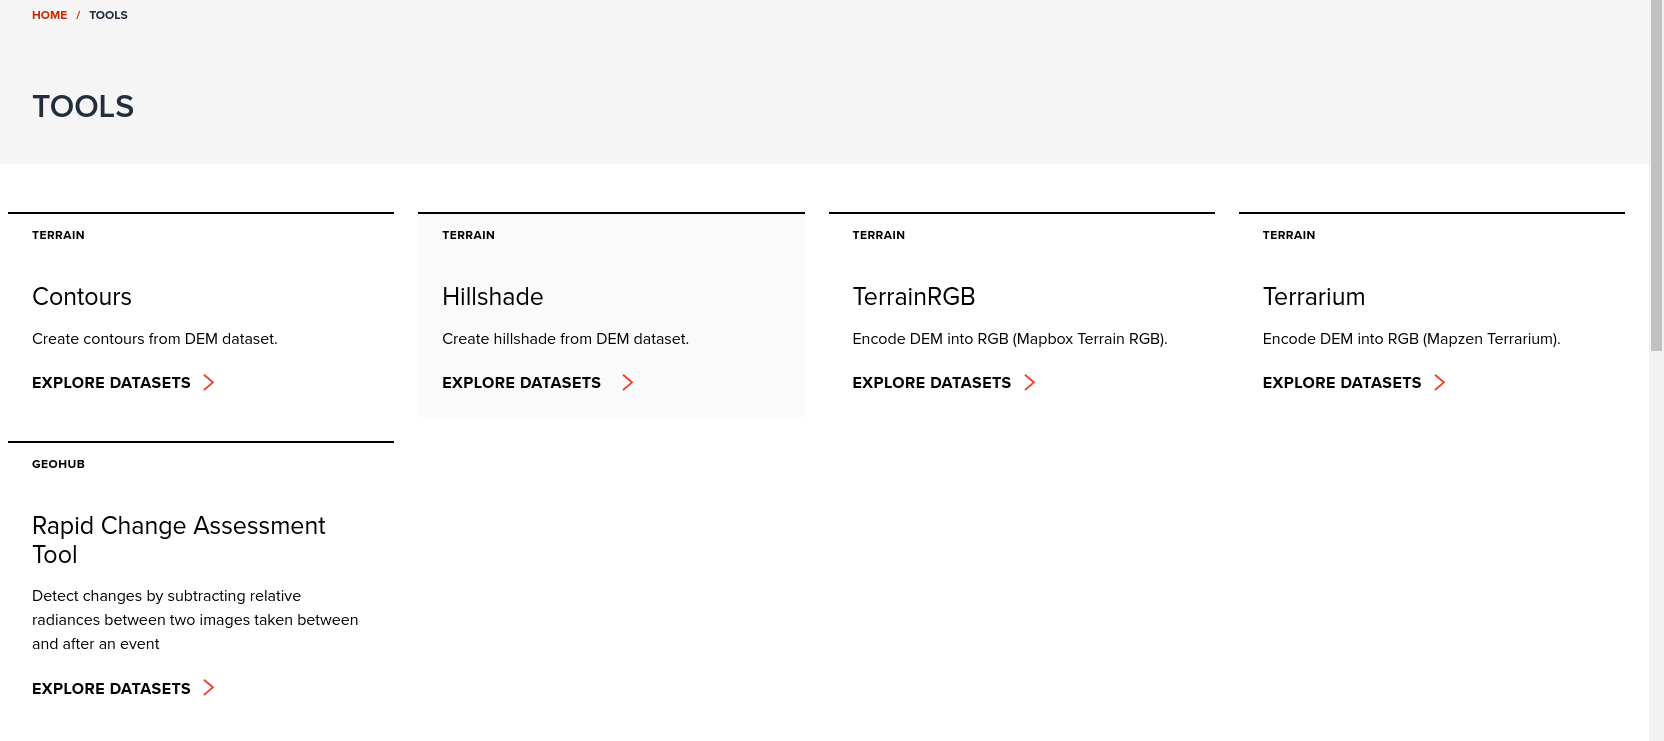 HOME / TOOLS
TOOLS
TERRAIN
Contours
Create contours from DEM dataset.
EXPLORE DATASETS
TERRAIN
Hillshade
Create hillshade from DEM dataset.
EXPLORE DATASETS
TERRAIN
TerrainRGB
Encode DEM into RGB (Mapbox Terrain RGB).
EXPLORE DATASETS
TERRAIN
Terrarium
Encode DEM into RGB (Mapzen Terrarium).
EXPLORE DATASETS
GEOHUB
Rapid Change Assessment
Tool
Detect changes by subtracting relative
radiances between two images taken between
and after an event
EXPLORE DATASETS